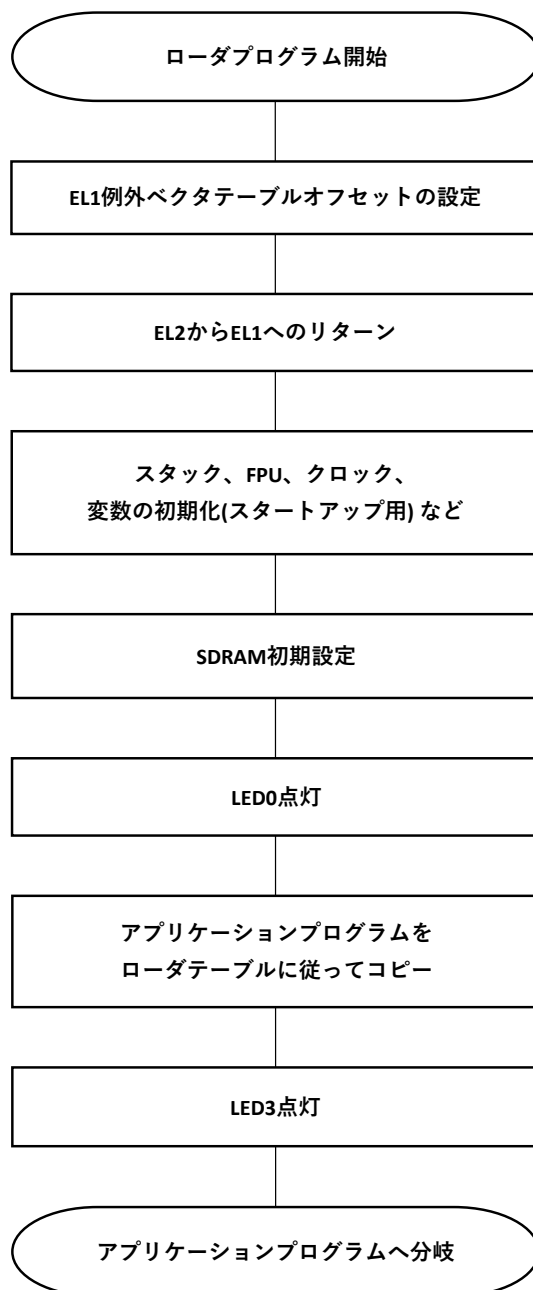 ローダプログラム開始
EL1例外ベクタテーブルオフセットの設定
EL2からEL1へのリターン
スタック、FPU、クロック、
変数の初期化(スタートアップ用) など
SDRAM初期設定
LED0点灯
アプリケーションプログラムを
ローダテーブルに従ってコピー
LED3点灯
アプリケーションプログラムへ分岐